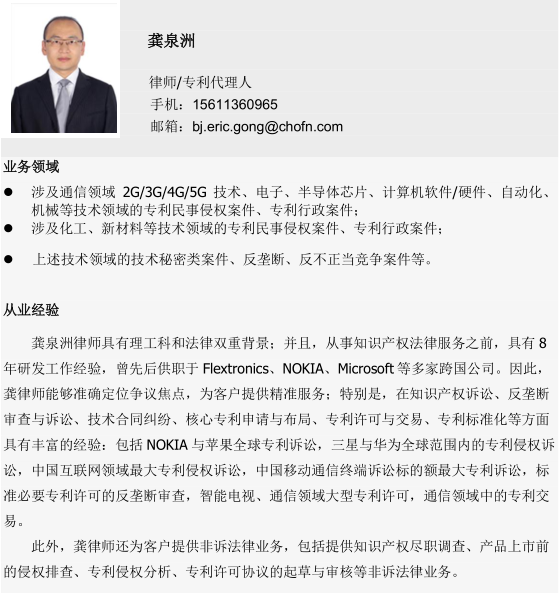 龚泉洲
律师/专利代理人
手机：15611360965
邮箱：bj.eric.gong@chofn.com
业务领域
● 涉及通信领域 2G/3G/4G/5G 技术、电子、半导体芯片、计算机软件/硬件、自动化、
机械等技术领域的专利民事侵权案件、专利行政案件；
● 涉及化工、新材料等技术领域的专利民事侵权案件、专利行政案件；
● 上述技术领域的技术秘密类案件、反垄断、反不正当竞争案件等。
从业经验
龚泉洲律师具有理工科和法律双重背景；并且，从事知识产权法律服务之前，具有 8
年研发工作经验，曾先后供职于 Flextronics、NOKIA、Microsoft 等多家跨国公司。因此，
龚律师能够准确定位争议焦点，为客户提供精准服务；特别是，在知识产权诉讼、反垄断
审查与诉讼、技术合同纠纷、核心专利申请与布局、专利许可与交易、专利标准化等方面
具有丰富的经验：包括 NOKIA 与苹果全球专利诉讼，三星与华为全球范围内的专利侵权诉
讼，中国互联网领域最大专利侵权诉讼，中国移动通信终端诉讼标的额最大专利诉讼，标
准必要专利许可的反垄断审查，智能电视、通信领域大型专利许可，通信领域中的专利交
易。
此外，龚律师还为客户提供非诉法律业务，包括提供知识产权尽职调查、产品上市前
的侵权排查、专利侵权分析、专利许可协议的起草与审核等非诉法律业务。